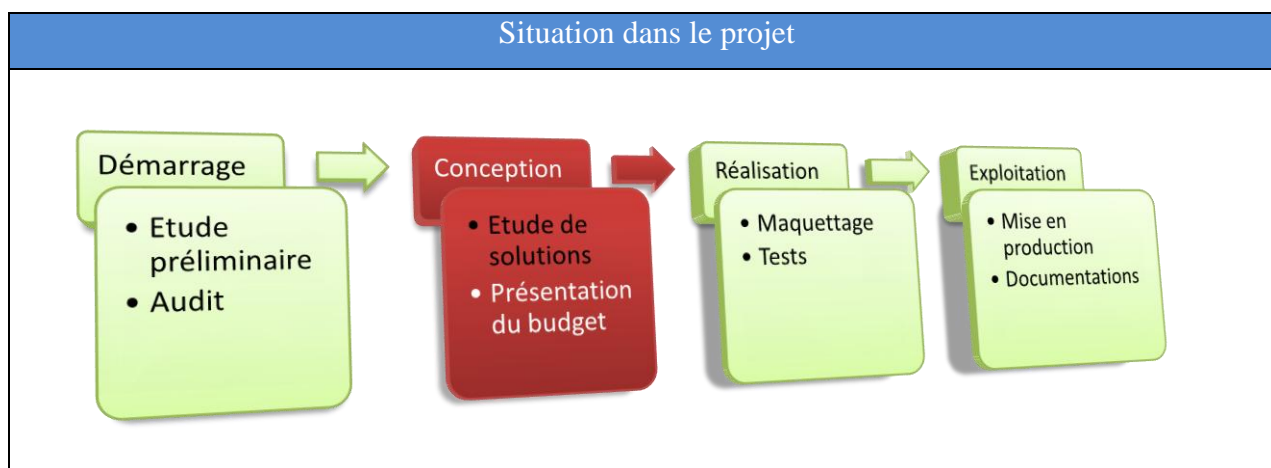 Situation dans le projet
Démarrage
• Etude
préliminaire
• Audit
Conception
• Etude de
solutions
• Présentation
du budget
Réalisation
• Maquettage
• Tests
Exploitation
• Mise en
production
• Documentations